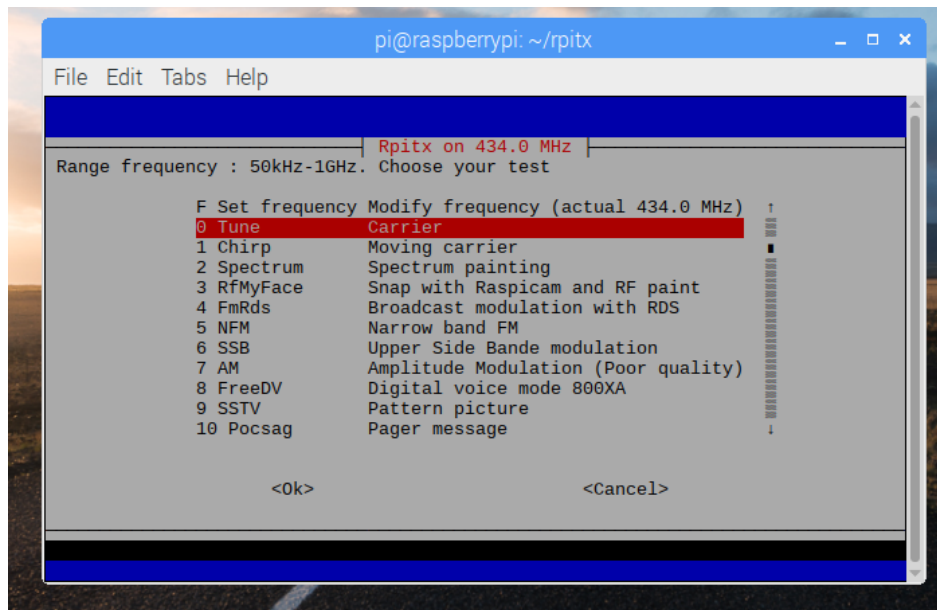 pi@raspberrypi: ~/rpitx
File Edit Tabs Help
Rpitx on 434.0 MHz
Range frequency : 50kHz-1GHz. Choose your test
F Set frequency Modify frequency (actual 434.0 MHz) ↑
0 Tune Carrier
1 Chirp Moving carrier
2 Spectrum Spectrum painting
3 RfMyFace Snap with Raspicam and RF paint
4 FmRds Broadcast modulation with RDS
5 NFM Narrow band FM
6 SSB Upper Side Bande modulation
7 AM Amplitude Modulation (Poor quality)
8 FreeDV Digital voice mode 800XA
9 SSTV Pattern picture
10 Pocsag Pager message ↓
<Ok> <Cancel>